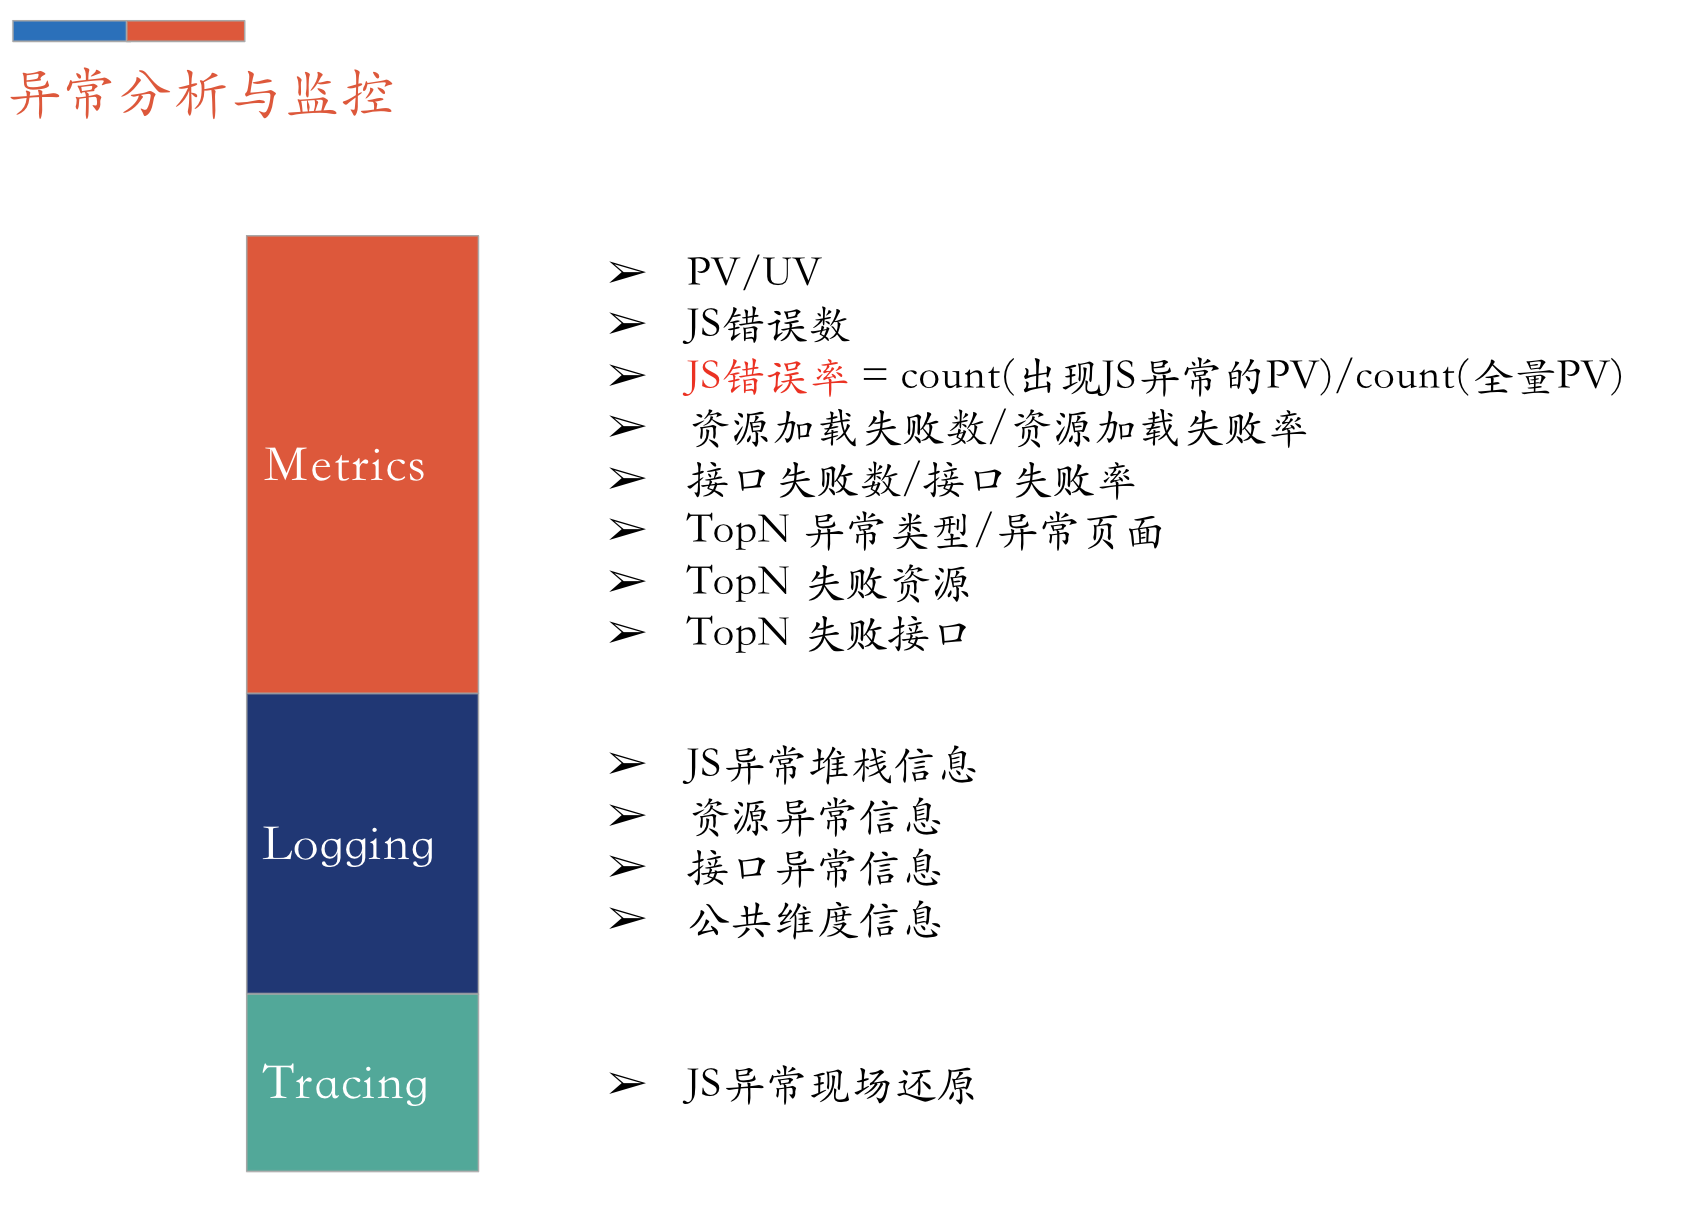 异常分析与监控
Metrics
➢ PV/UV
➢ JS错误数
➢ JS错误率 = count(出现JS异常的PV)/count(全量PV)
➢ 资源加载失败数/资源加载失败率
➢ 接口失败数/接口失败率
➢ TopN 异常类型/异常页面
➢ TopN 失败资源
➢ TopN 失败接口
Logging
➢ JS异常堆栈信息
➢ 资源异常信息
➢ 接口异常信息
➢ 公共维度信息
Tracing
➢ JS异常现场还原